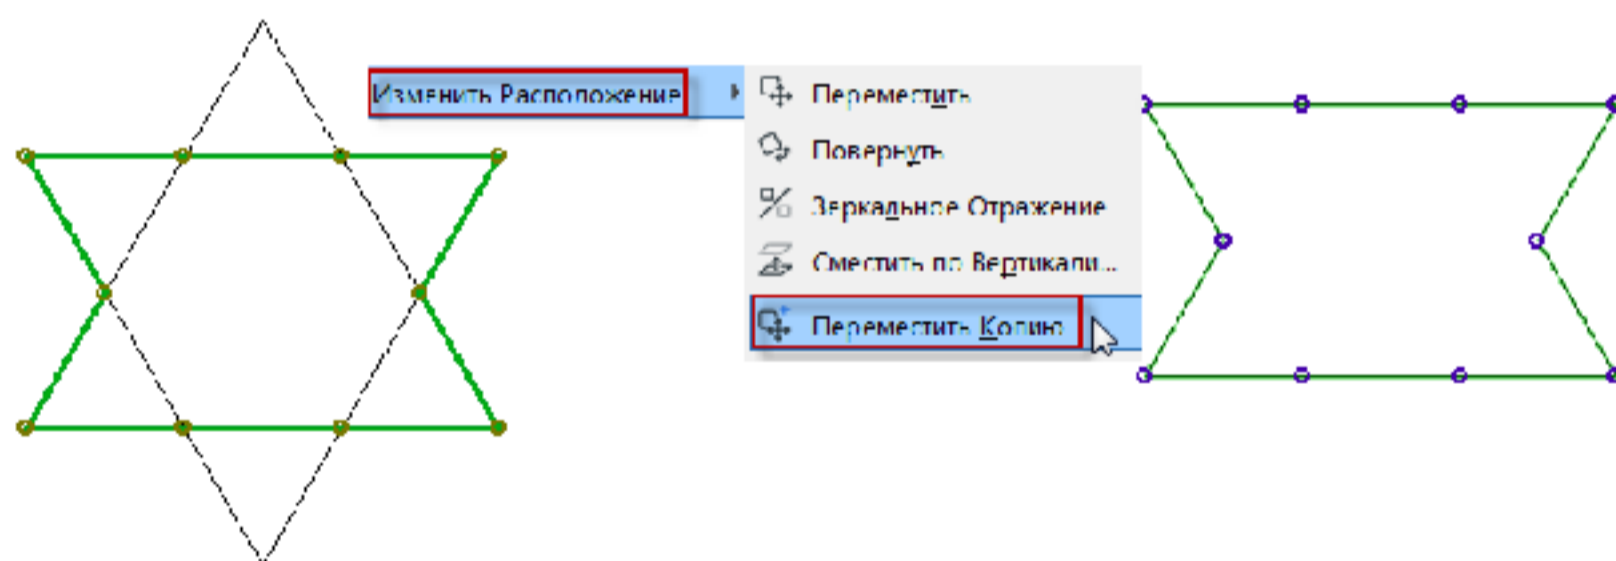 Изменить Расположение
Переместить
Повернуть
Зеркальное Отражение
Сместить по Вертикали...
Переместить Копию